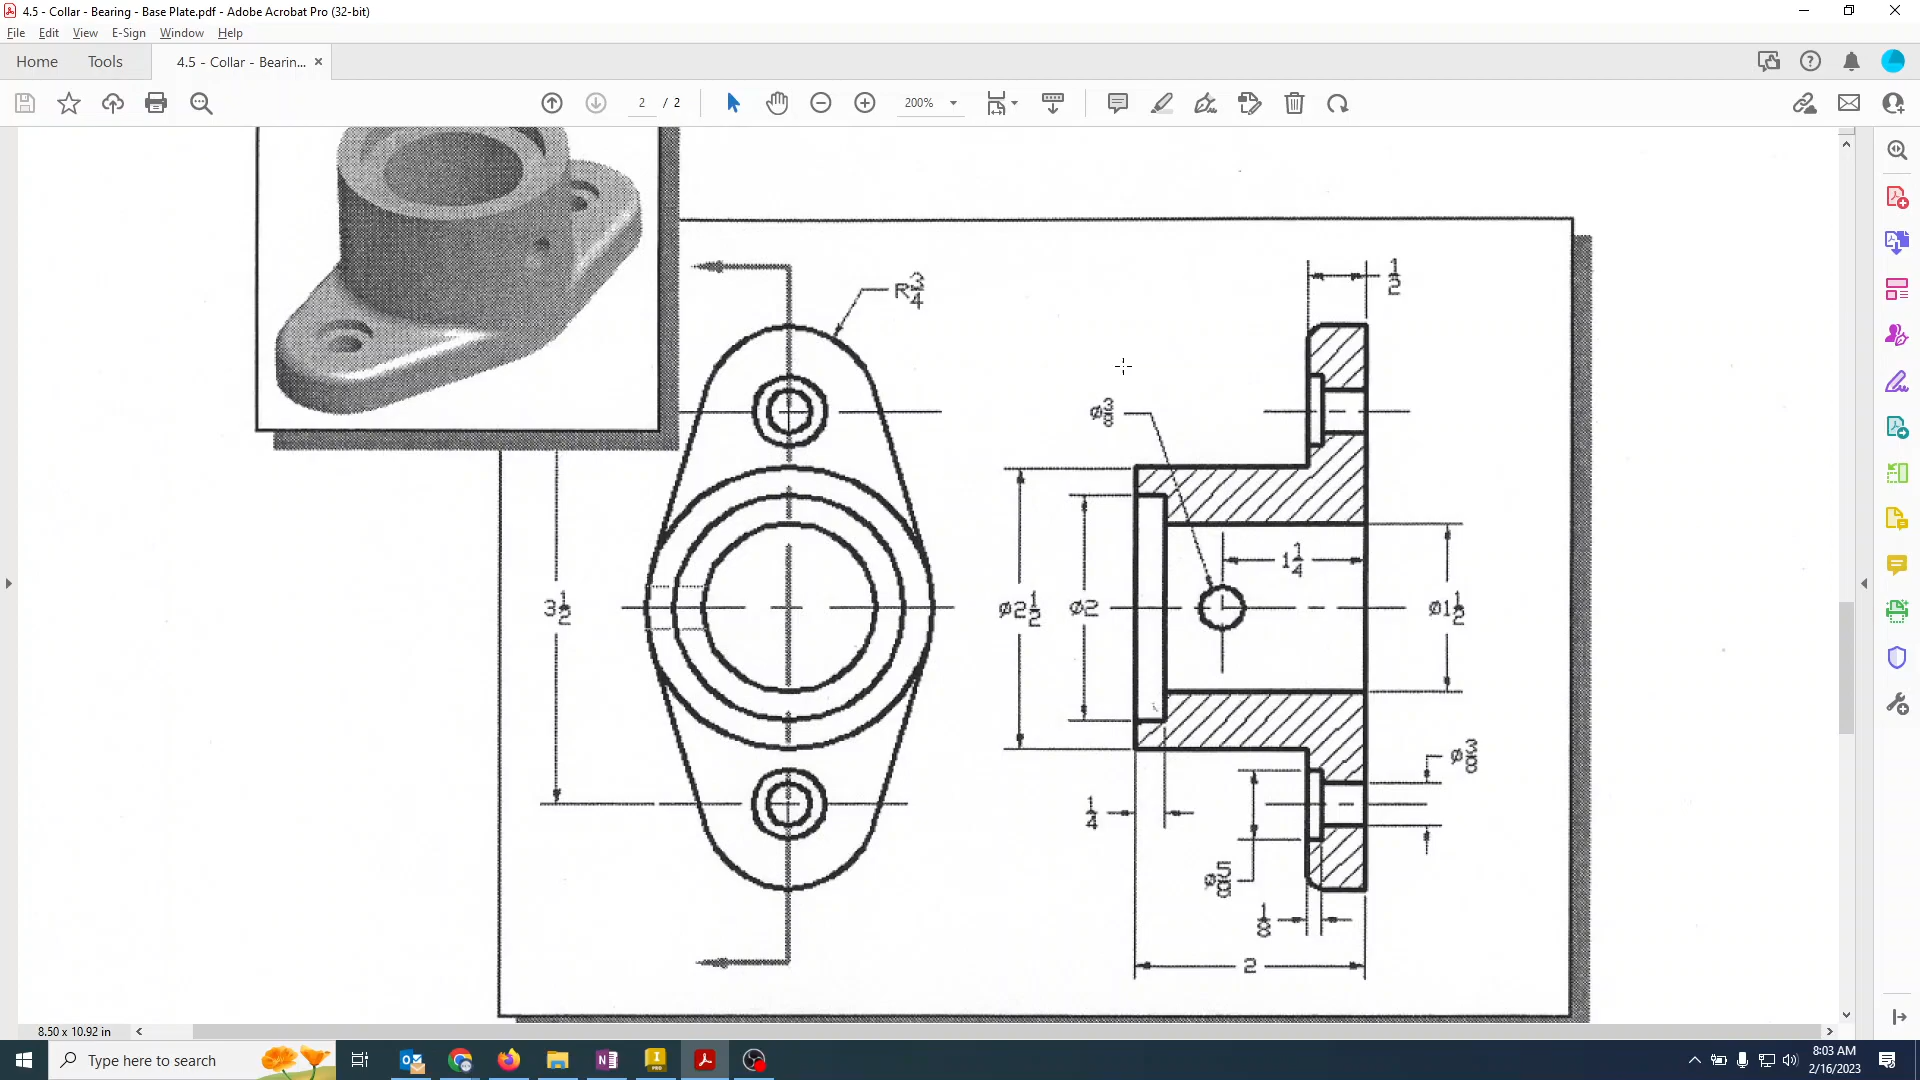 4.5 - Collar - Bearing - Base Plate.pdf - Adobe Acrobat Pro (32-bit)
File Edit View E-Sign Window Help
Home Tools 4.5 - Collar - Bearin... ×
2 / 2 200%
R3/4
1/2
ø3/8
1 1/4
3 1/2
ø2 1/2 ø2 ø1 1/2
ø3/8
1/4
ø5/8
1/8
2
8.50 x 10.92 in
Type here to search
8:03 AM
2/16/2023